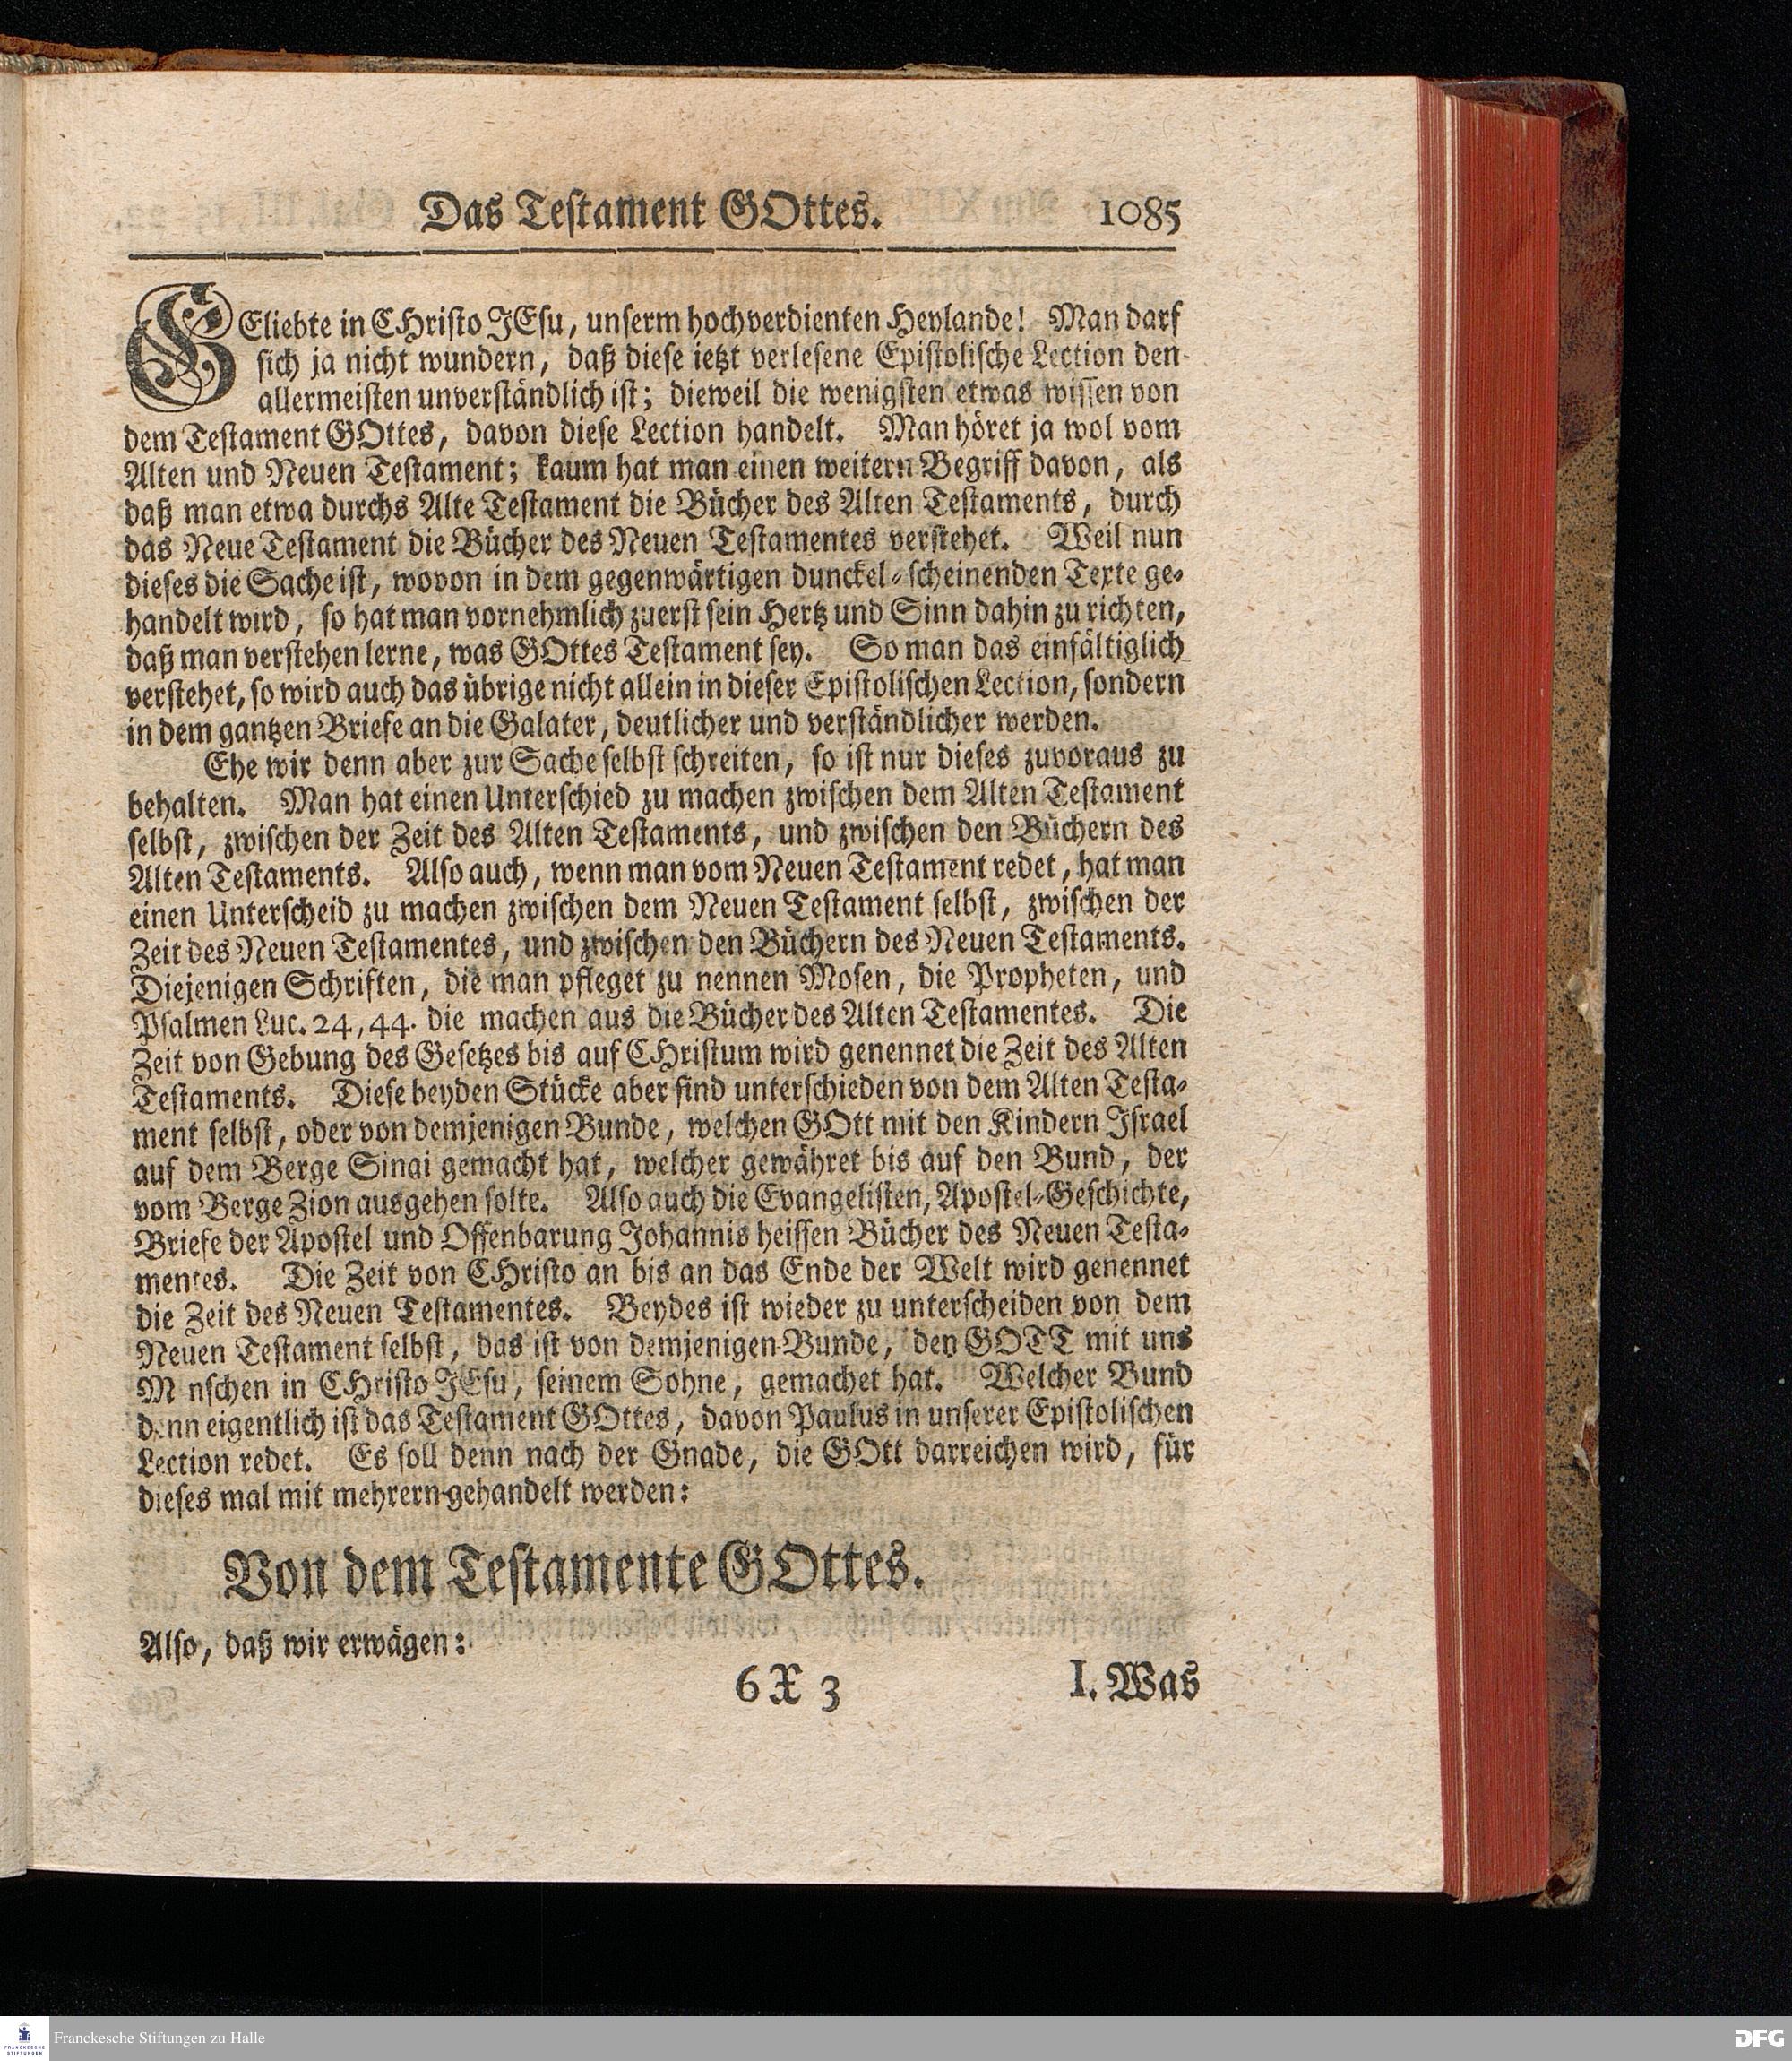 Das Testament GOttes. 1085
GEliebte in CHristo JEsu, unserm hochverdienten Heylande! Man darf
sich ja nicht wundern, daß diese ietzt verlesene Epistolische Lection den
allermeisten unverständlich ist; dieweil die wenigsten etwas wissen von
dem Testament GOttes, davon diese Lection handelt. Man höret ja wol vom
Alten und Neuen Testament; kaum hat man einen weitern Begriff davon, als
daß man etwa durchs Alte Testament die Bücher des Alten Testaments, durch
das Neue Testament die Bücher des Neuen Testamentes verstehet. Weil nun
dieses die Sache ist, wovon in dem gegenwärtigen dunckel-scheinenden Texte ge-
handelt wird, so hat man vornehmlich zuerst sein Hertz und Sinn dahin zu richten,
daß man verstehen lerne, was GOttes Testament sey. So man das einfältiglich
verstehet, so wird auch das übrige nicht allein in dieser Epistolischen Lection, sondern
in dem gantzen Briefe an die Galater, deutlicher und verständlicher werden.
Ehe wir denn aber zur Sache selbst schreiten, so ist nur dieses zuvoraus zu
behalten. Man hat einen Unterschied zu machen zwischen dem Alten Testament
selbst, zwischen der Zeit des Alten Testaments, und zwischen den Büchern des
Alten Testaments. Also auch, wenn man vom Neuen Testament redet, hat man
einen Unterscheid zu machen zwischen dem Neuen Testament selbst, zwischen der
Zeit des Neuen Testamentes, und zwischen den Büchern des Neuen Testaments.
Diejenigen Schriften, die man pfleget zu nennen Mosen, die Propheten, und
Psalmen Luc. 24, 44. die machen aus die Bücher des Alten Testamentes. Die
Zeit von Gebung des Gesetzes bis auf CHristum wird genennet die Zeit des Alten
Testaments. Diese beyden Stücke aber sind unterschieden von dem Alten Testa-
ment selbst, oder von demjenigen Bunde, welchen GOtt mit den Kindern Israel
auf dem Berge Sinai gemacht hat, welcher gewähret bis auf den Bund, der
vom Berge Zion ausgehen solte. Also auch die Evangelisten, Apostel-Geschichte,
Briefe der Apostel und Offenbarung Johannis heissen Bücher des Neuen Testa-
mentes. Die Zeit von CHristo an bis an das Ende der Welt wird genennet
die Zeit des Neuen Testamentes. Beydes ist wieder zu unterscheiden von dem
Neuen Testament selbst, das ist von demjenigen Bunde, den GOTT mit uns
M nschen in CHristo JEsu, seinem Sohne, gemachet hat. Welcher Bund
denn eigentlich ist das Testament GOttes, davon Paulus in unserer Epistolischen
Lection redet. Es soll denn nach der Gnade, die GOtt darreichen wird, für
dieses mal mit mehrern gehandelt werden:
Von dem Testamente GOttes.
Also, daß wir erwägen:
6 X 3 I. Was
Franckesche Stiftungen zu Halle
FRANCKESCHE
STIFTUNGEN
DFG